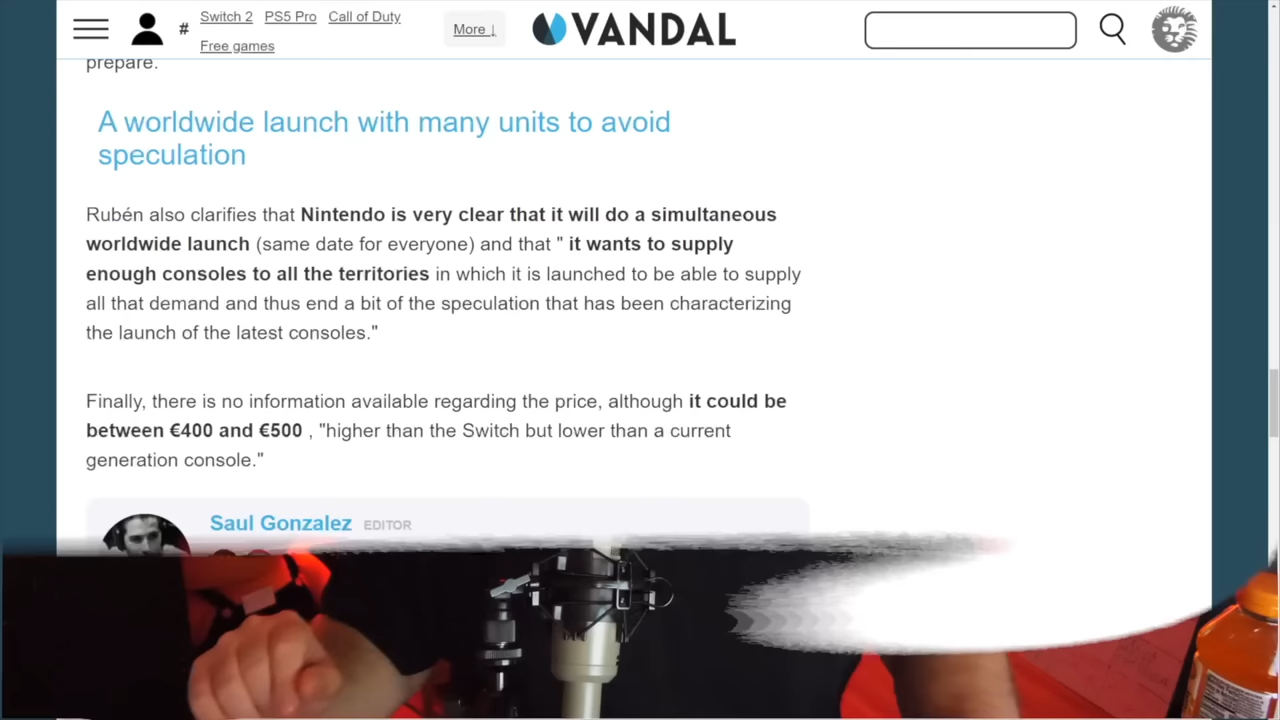 Switch 2 PS5 Pro Call of Duty
# More ↓ VANDAL
Free games
prepare.
A worldwide launch with many units to avoid
speculation
Rubén also clarifies that Nintendo is very clear that it will do a simultaneous
worldwide launch (same date for everyone) and that " it wants to supply
enough consoles to all the territories in which it is launched to be able to supply
all that demand and thus end a bit of the speculation that has been characterizing
the launch of the latest consoles."
Finally, there is no information available regarding the price, although it could be
between €400 and €500 , "higher than the Switch but lower than a current
generation console."
Saul Gonzalez EDITOR